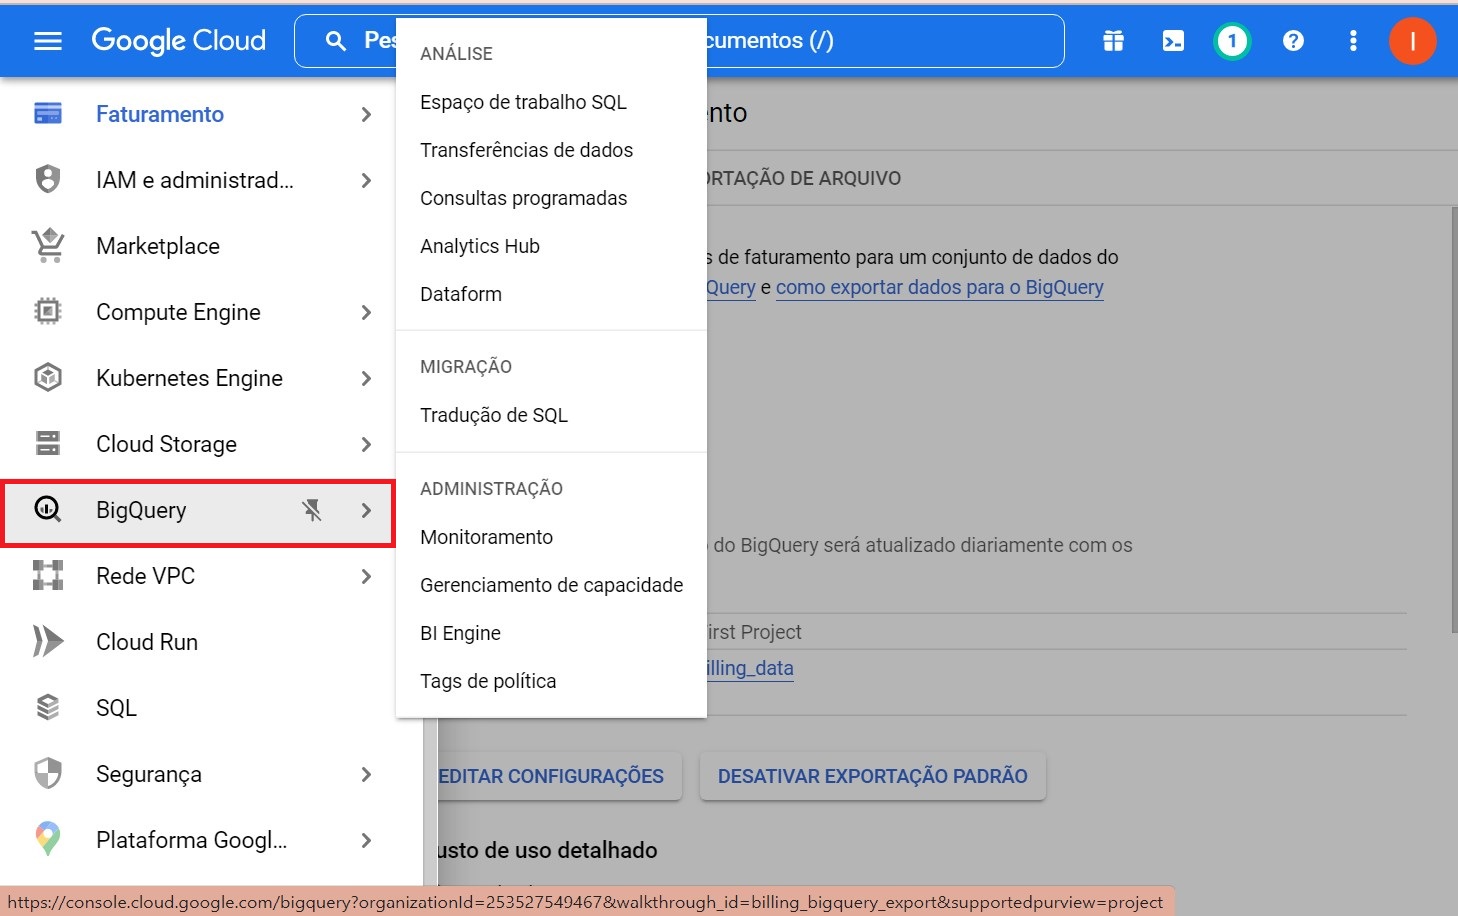 Google Cloud
Pes
cumentos (/)
1
I
Faturamento
IAM e administrad...
Marketplace
Compute Engine
Kubernetes Engine
Cloud Storage
BigQuery
Rede VPC
Cloud Run
SQL
Segurança
Plataforma Googl...
ANÁLISE
Espaço de trabalho SQL
Transferências de dados
Consultas programadas
Analytics Hub
Dataform
MIGRAÇÃO
Tradução de SQL
ADMINISTRAÇÃO
Monitoramento
Gerenciamento de capacidade
BI Engine
Tags de política
nto
ORTAÇÃO DE ARQUIVO
s de faturamento para um conjunto de dados do
Query e como exportar dados para o BigQuery
do BigQuery será atualizado diariamente com os
irst Project
illing_data
EDITAR CONFIGURAÇÕES
DESATIVAR EXPORTAÇÃO PADRÃO
usto de uso detalhado
https://console.cloud.google.com/bigquery?organizationId=253527549467&walkthrough_id=billing_bigquery_export&supportedpurview=project